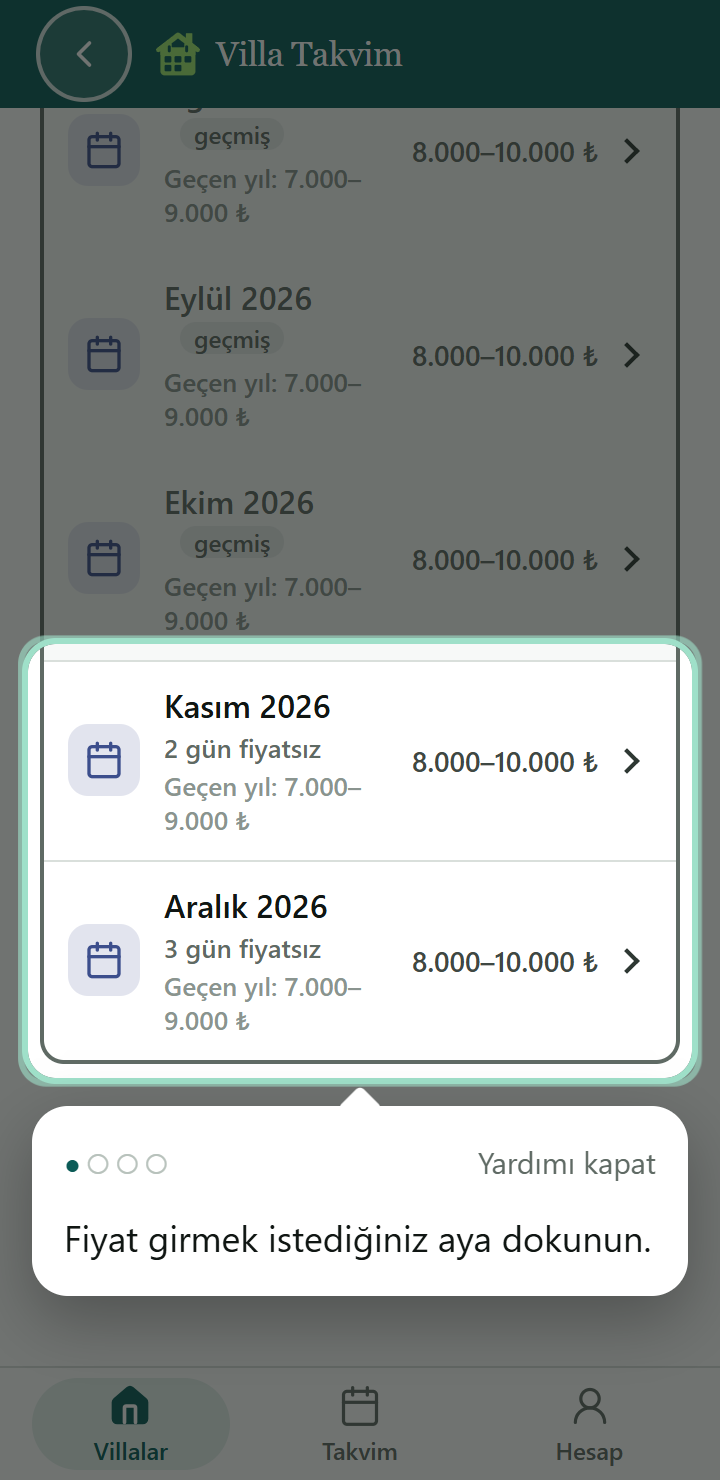 Villa Takvim
geçmiş
8.000–10.000 ₺
Geçen yıl: 7.000–
9.000 ₺
Eylül 2026
geçmiş
8.000–10.000 ₺
Geçen yıl: 7.000–
9.000 ₺
Ekim 2026
geçmiş
8.000–10.000 ₺
Geçen yıl: 7.000–
9.000 ₺
Kasım 2026
2 gün fiyatsız
8.000–10.000 ₺
Geçen yıl: 7.000–
9.000 ₺
Aralık 2026
3 gün fiyatsız
8.000–10.000 ₺
Geçen yıl: 7.000–
9.000 ₺
Yardımı kapat
Fiyat girmek istediğiniz aya dokunun.
Villalar
Takvim
Hesap